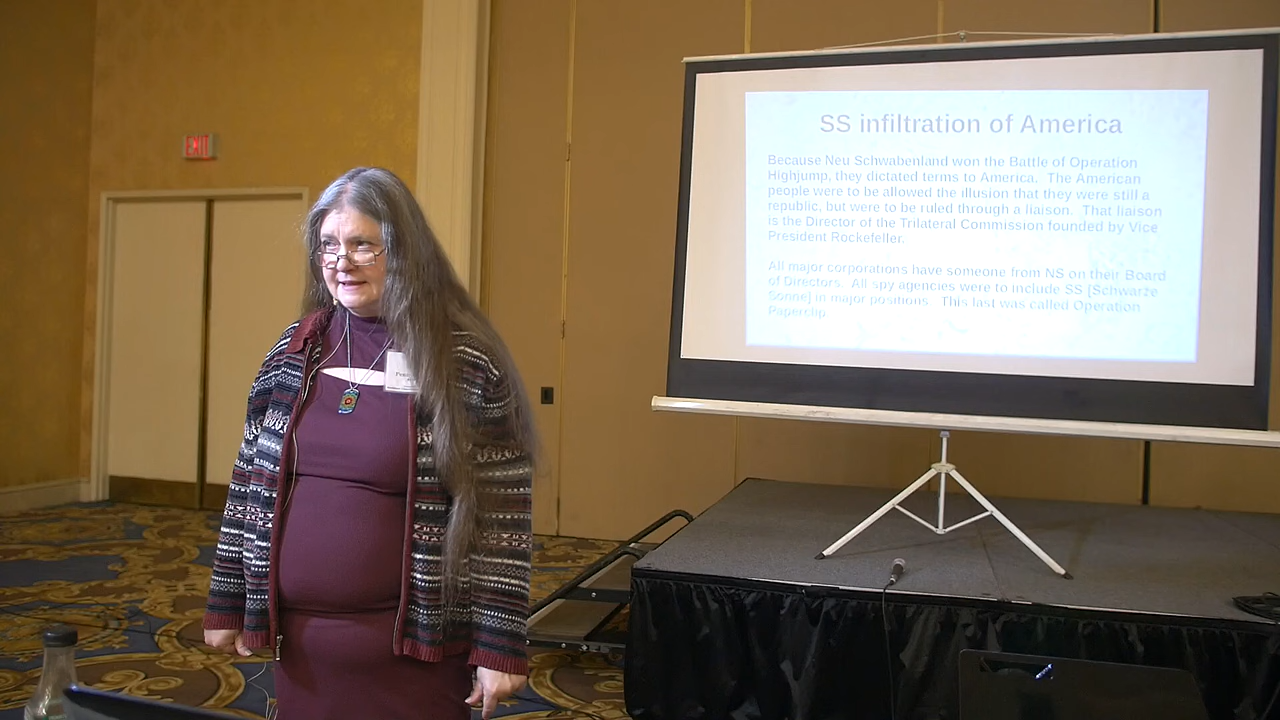 EXIT
SS infiltration of America
Because Neu Schwabenland won the Battle of Operation
Highjump, they dictated terms to America. The American
people were to be allowed the illusion that they were still a
republic, but were to be ruled through a liaison. That liaison
is the Director of the Trilateral Commission founded by Vice
President Rockefeller.
All major corporations have someone from NS on their Board
of Directors. All spy agencies were to include SS [Schwarze
Sonne] in major positions. This last was called Operation
Paperclip.